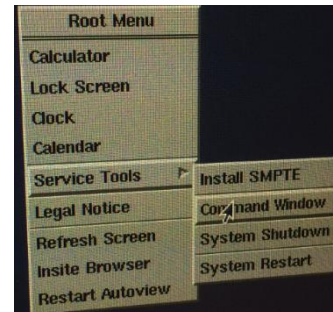 Root Menu
Calculator
Lock Screen
Clock
Calendar
Service Tools
Legal Notice
Refresh Screen
Insite Browser
Restart Autoview
Install SMPTE
Command Window
System Shutdown
System Restart